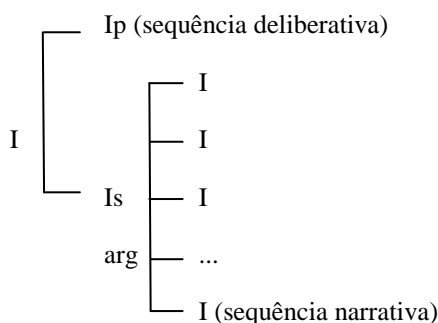 Ip (sequência deliberativa)
I
I
I
Is
I
arg
...
I (sequência narrativa)